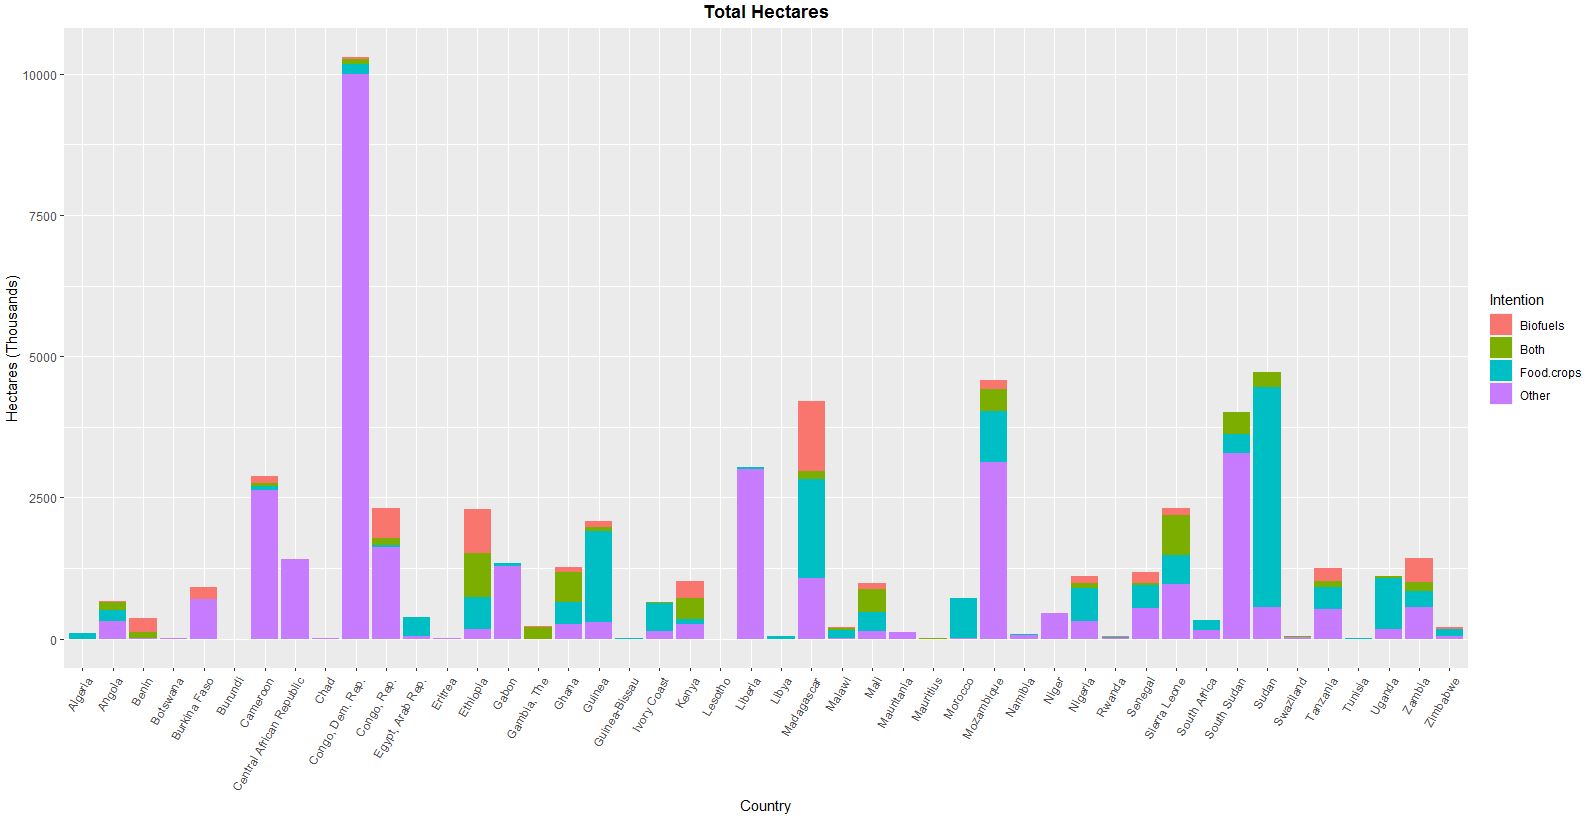 Total Hectares
10000
7500
5000
2500
0
Hectares (Thousands)
Algeria
Angola
Benin
Botswana
Burkina Faso
Burundi
Cameroon
Central African Republic
Chad
Congo, Dem. Rep.
Congo, Rep.
Egypt, Arab Rep.
Eritrea
Ethiopia
Gabon
Gambia, The
Ghana
Guinea
Guinea-Bissau
Ivory Coast
Kenya
Lesotho
Liberia
Libya
Madagascar
Malawi
Mali
Mauritania
Mauritius
Morocco
Mozambique
Namibia
Niger
Nigeria
Rwanda
Senegal
Sierra Leone
South Africa
South Sudan
Sudan
Swaziland
Tanzania
Tunisia
Uganda
Zambia
Zimbabwe
Country
Intention
Biofuels
Both
Food.crops
Other